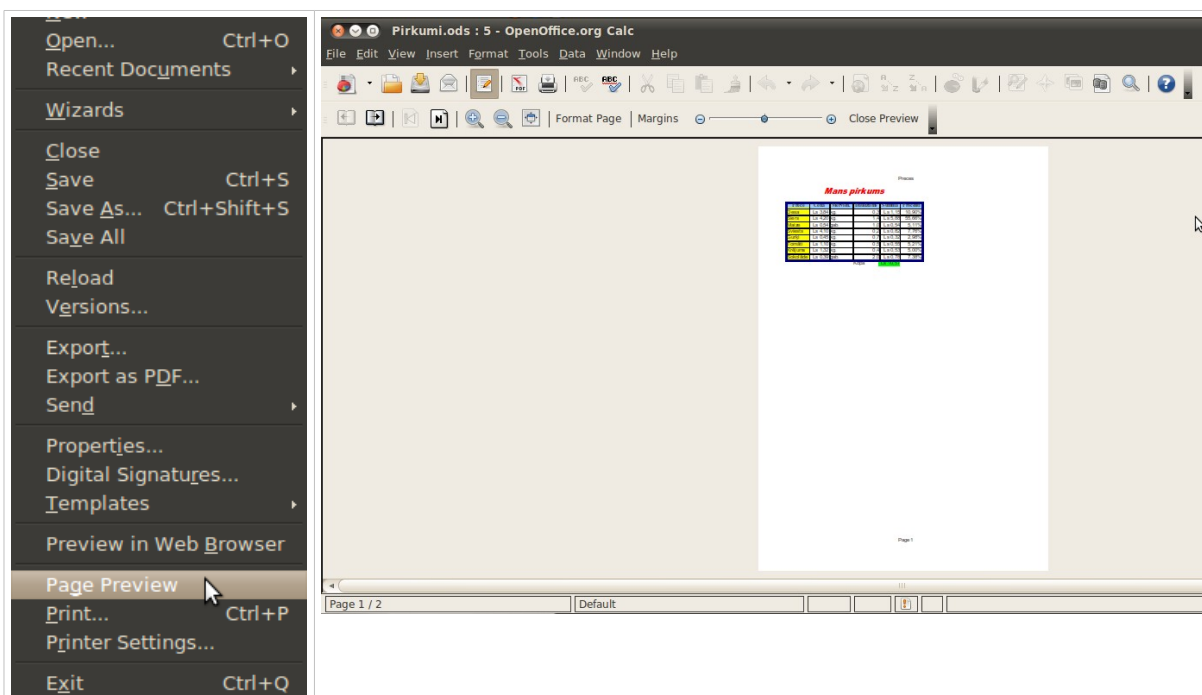 Open... Ctrl+O
Recent Documents
Wizards
Close
Save Ctrl+S
Save As... Ctrl+Shift+S
Save All
Reload
Versions...
Export...
Export as PDF...
Send
Properties...
Digital Signatures...
Templates
Preview in Web Browser
Page Preview
Print... Ctrl+P
Printer Settings...
Exit Ctrl+Q
Pirkumi.ods : 5 - OpenOffice.org Calc
File Edit View Insert Format Tools Data Window Help
Format Page Margins Close Preview
Mans pirkums
Page 1
Page 1 / 2 Default